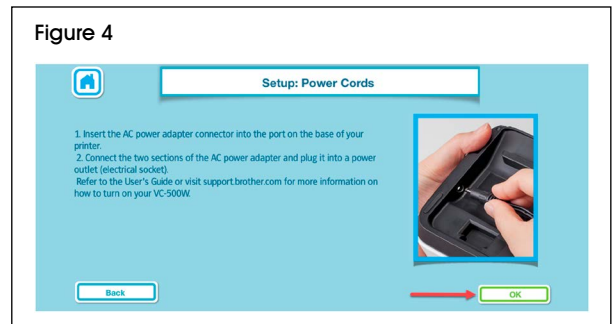 Figure 4
Setup: Power Cords
1. Insert the AC power adapter connector into the port on the base of your
printer.
2. Connect the two sections of the AC power adapter and plug it into a power
outlet (electrical socket).
Refer to the User's Guide or visit support.brother.com for more information on
how to turn on your VC-500W.
Back
OK